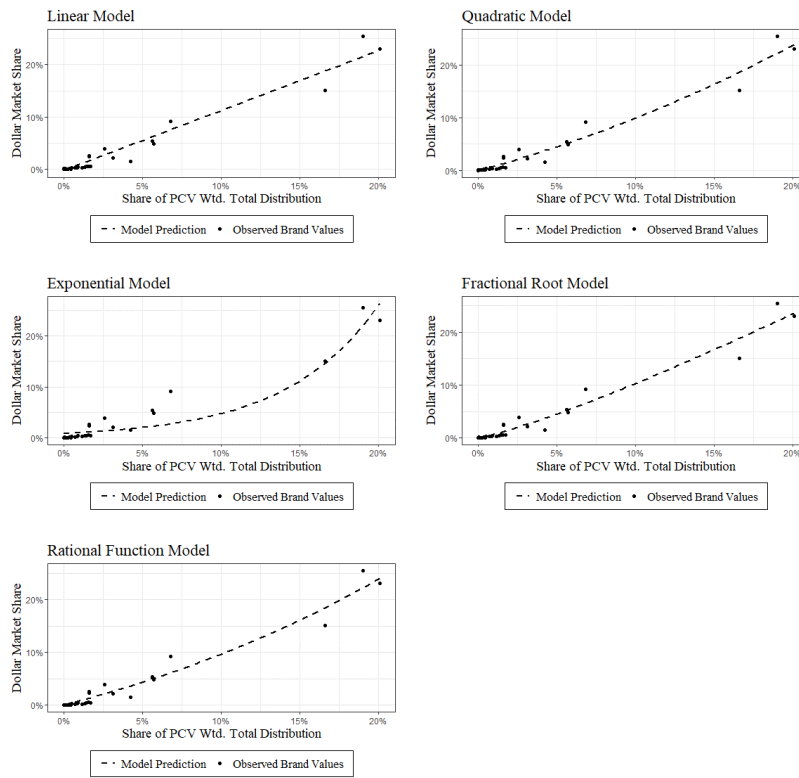 Linear Model
Dollar Market Share
20%
10%
0%
0%
5%
10%
15%
20%
Share of PCV Wtd. Total Distribution
Model Prediction
Observed Brand Values
Quadratic Model
Dollar Market Share
20%
10%
0%
0%
5%
10%
15%
20%
Share of PCV Wtd. Total Distribution
Model Prediction
Observed Brand Values
Exponential Model
Dollar Market Share
20%
10%
0%
0%
5%
10%
15%
20%
Share of PCV Wtd. Total Distribution
Model Prediction
Observed Brand Values
Fractional Root Model
Dollar Market Share
20%
10%
0%
0%
5%
10%
15%
20%
Share of PCV Wtd. Total Distribution
Model Prediction
Observed Brand Values
Rational Function Model
Dollar Market Share
20%
10%
0%
0%
5%
10%
15%
20%
Share of PCV Wtd. Total Distribution
Model Prediction
Observed Brand Values